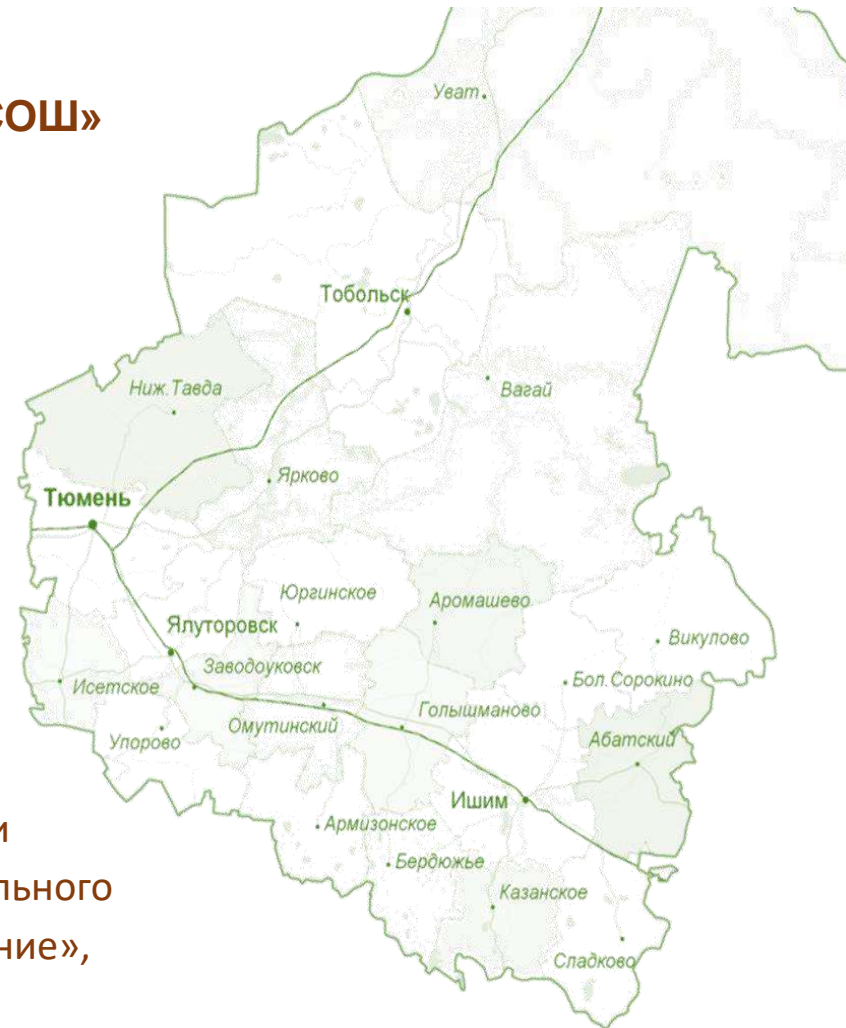 СОШ»
Уват
Тобольск
Ниж.Тавда
Вагай
Ярково
Тюмень
Юргинское
Аромашево
Ялуторовск
Викулово
Заводоуковск
Бол.Сорокино
Исетское
Голышманово
Омутинский
Упорово
Абатский
Ишим
Армизонское
Бердюжье
Казанское
Сладково
и
льного
ние»,